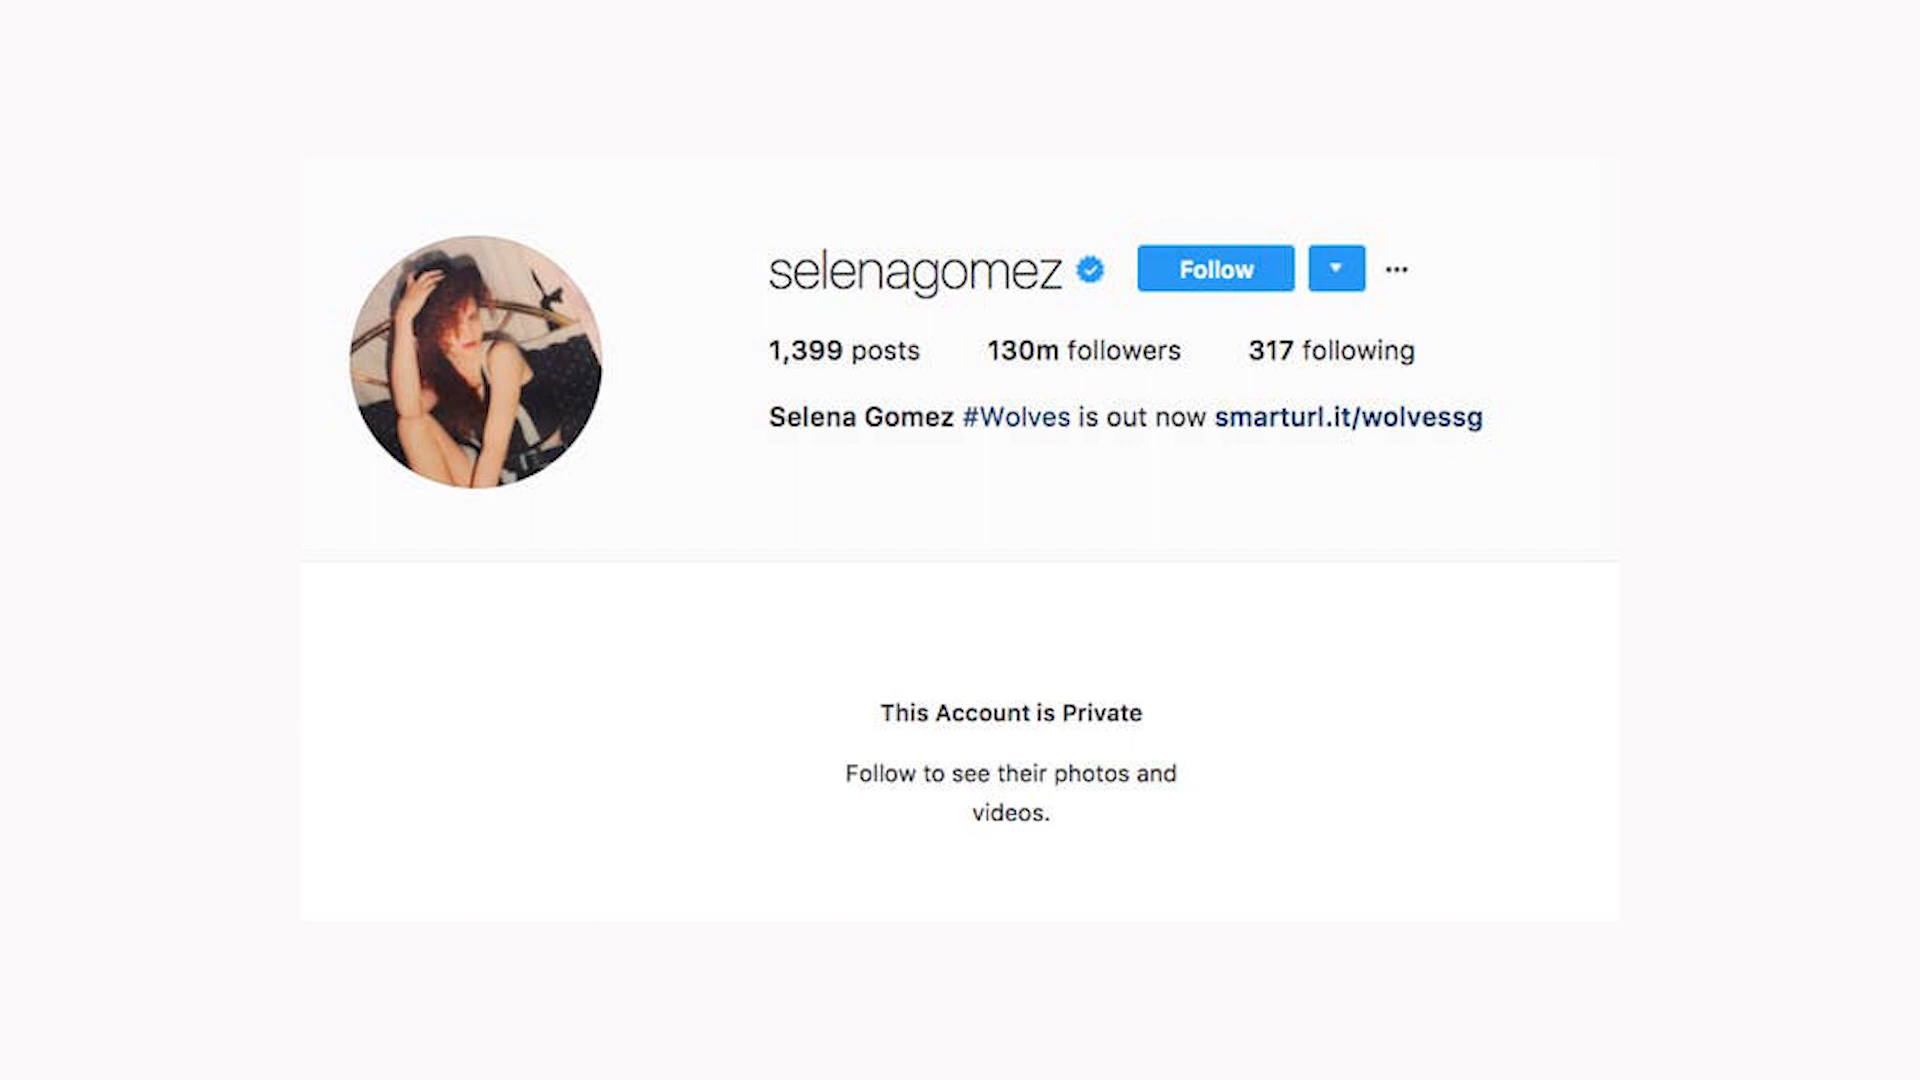 selenagomez Follow
1,399 posts 130m followers 317 following
Selena Gomez #Wolves is out now smarturl.it/wolvessg
This Account is Private
Follow to see their photos and
videos.